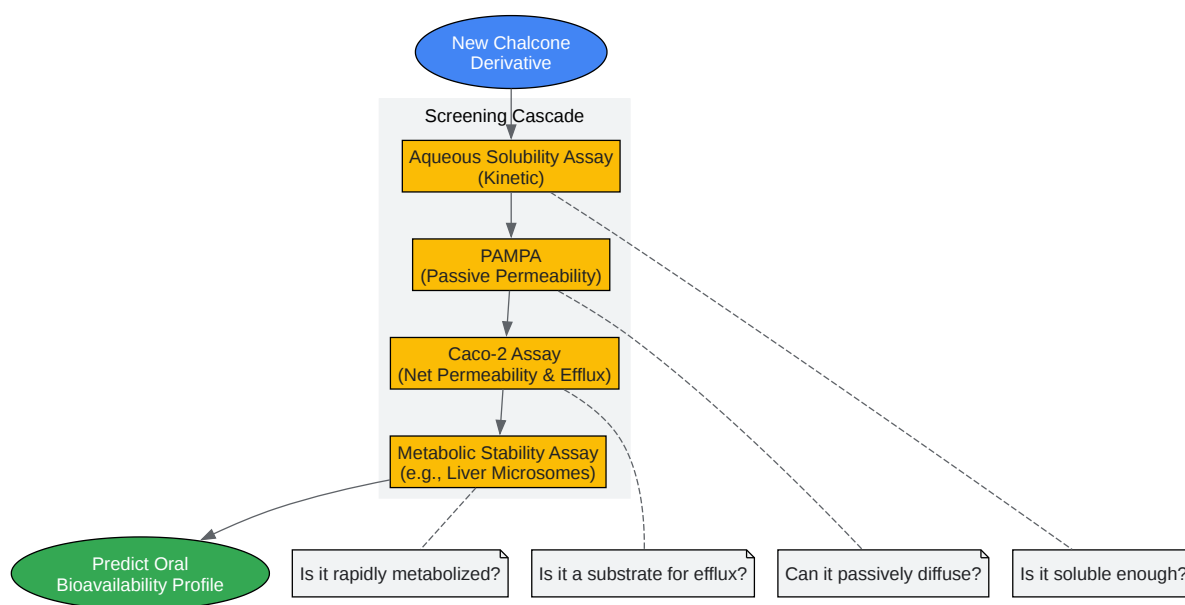 New Chalcone
Derivative
Screening Cascade
Aqueous Solubility Assay
(Kinetic)
PAMPA
(Passive Permeability)
Caco-2 Assay
(Net Permeability & Efflux)
Metabolic Stability Assay
(e.g., Liver Microsomes)
Predict Oral
Bioavailability Profile
Is it rapidly metabolized?
Is it a substrate for efflux?
Can it passively diffuse?
Is it soluble enough?